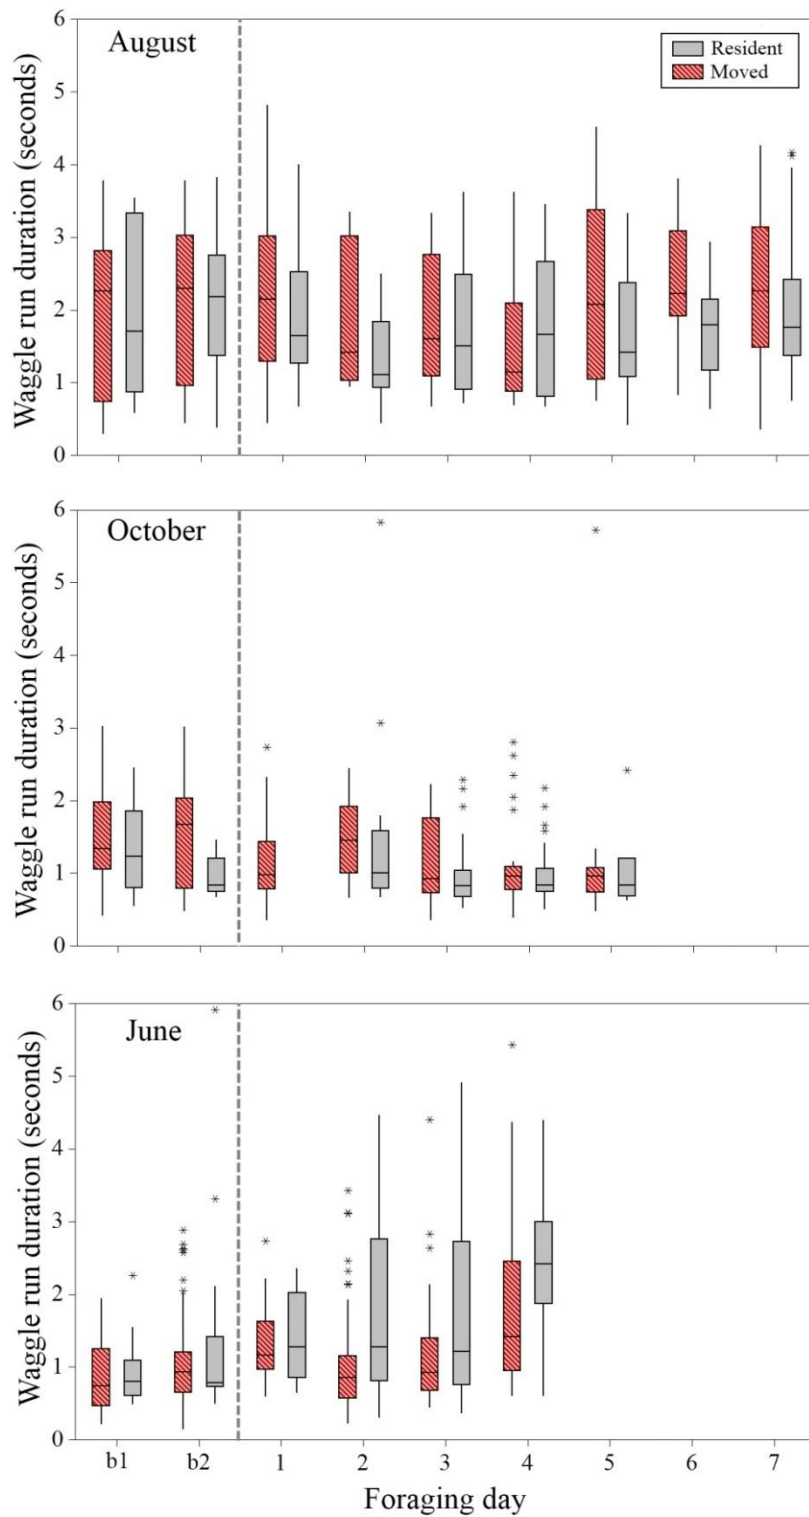 August
Resident
Moved
Waggle run duration (seconds)
6
5
4
3
2
1
0
October
Waggle run duration (seconds)
6
5
4
3
2
1
0
June
Waggle run duration (seconds)
6
5
4
3
2
1
0
b1 b2 1 2 3 4 5 6 7
Foraging day